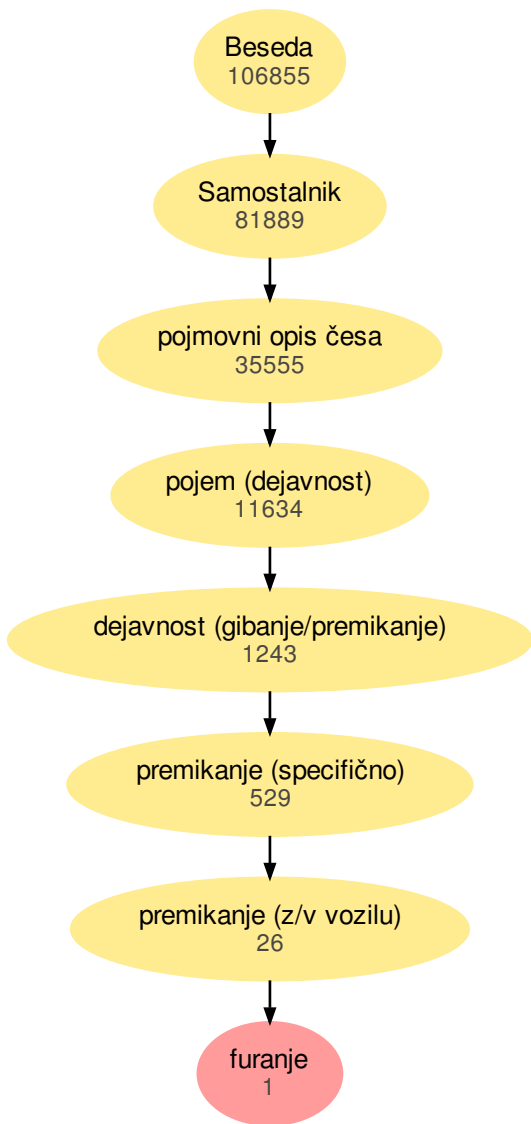 Beseda
106855
Samostalnik
81889
pojmovni opis česa
35555
pojem (dejavnost)
11634
dejavnost (gibanje/premikanje)
1243
premikanje (specifično)
529
premikanje (z/v vozilu)
26
furanje
1